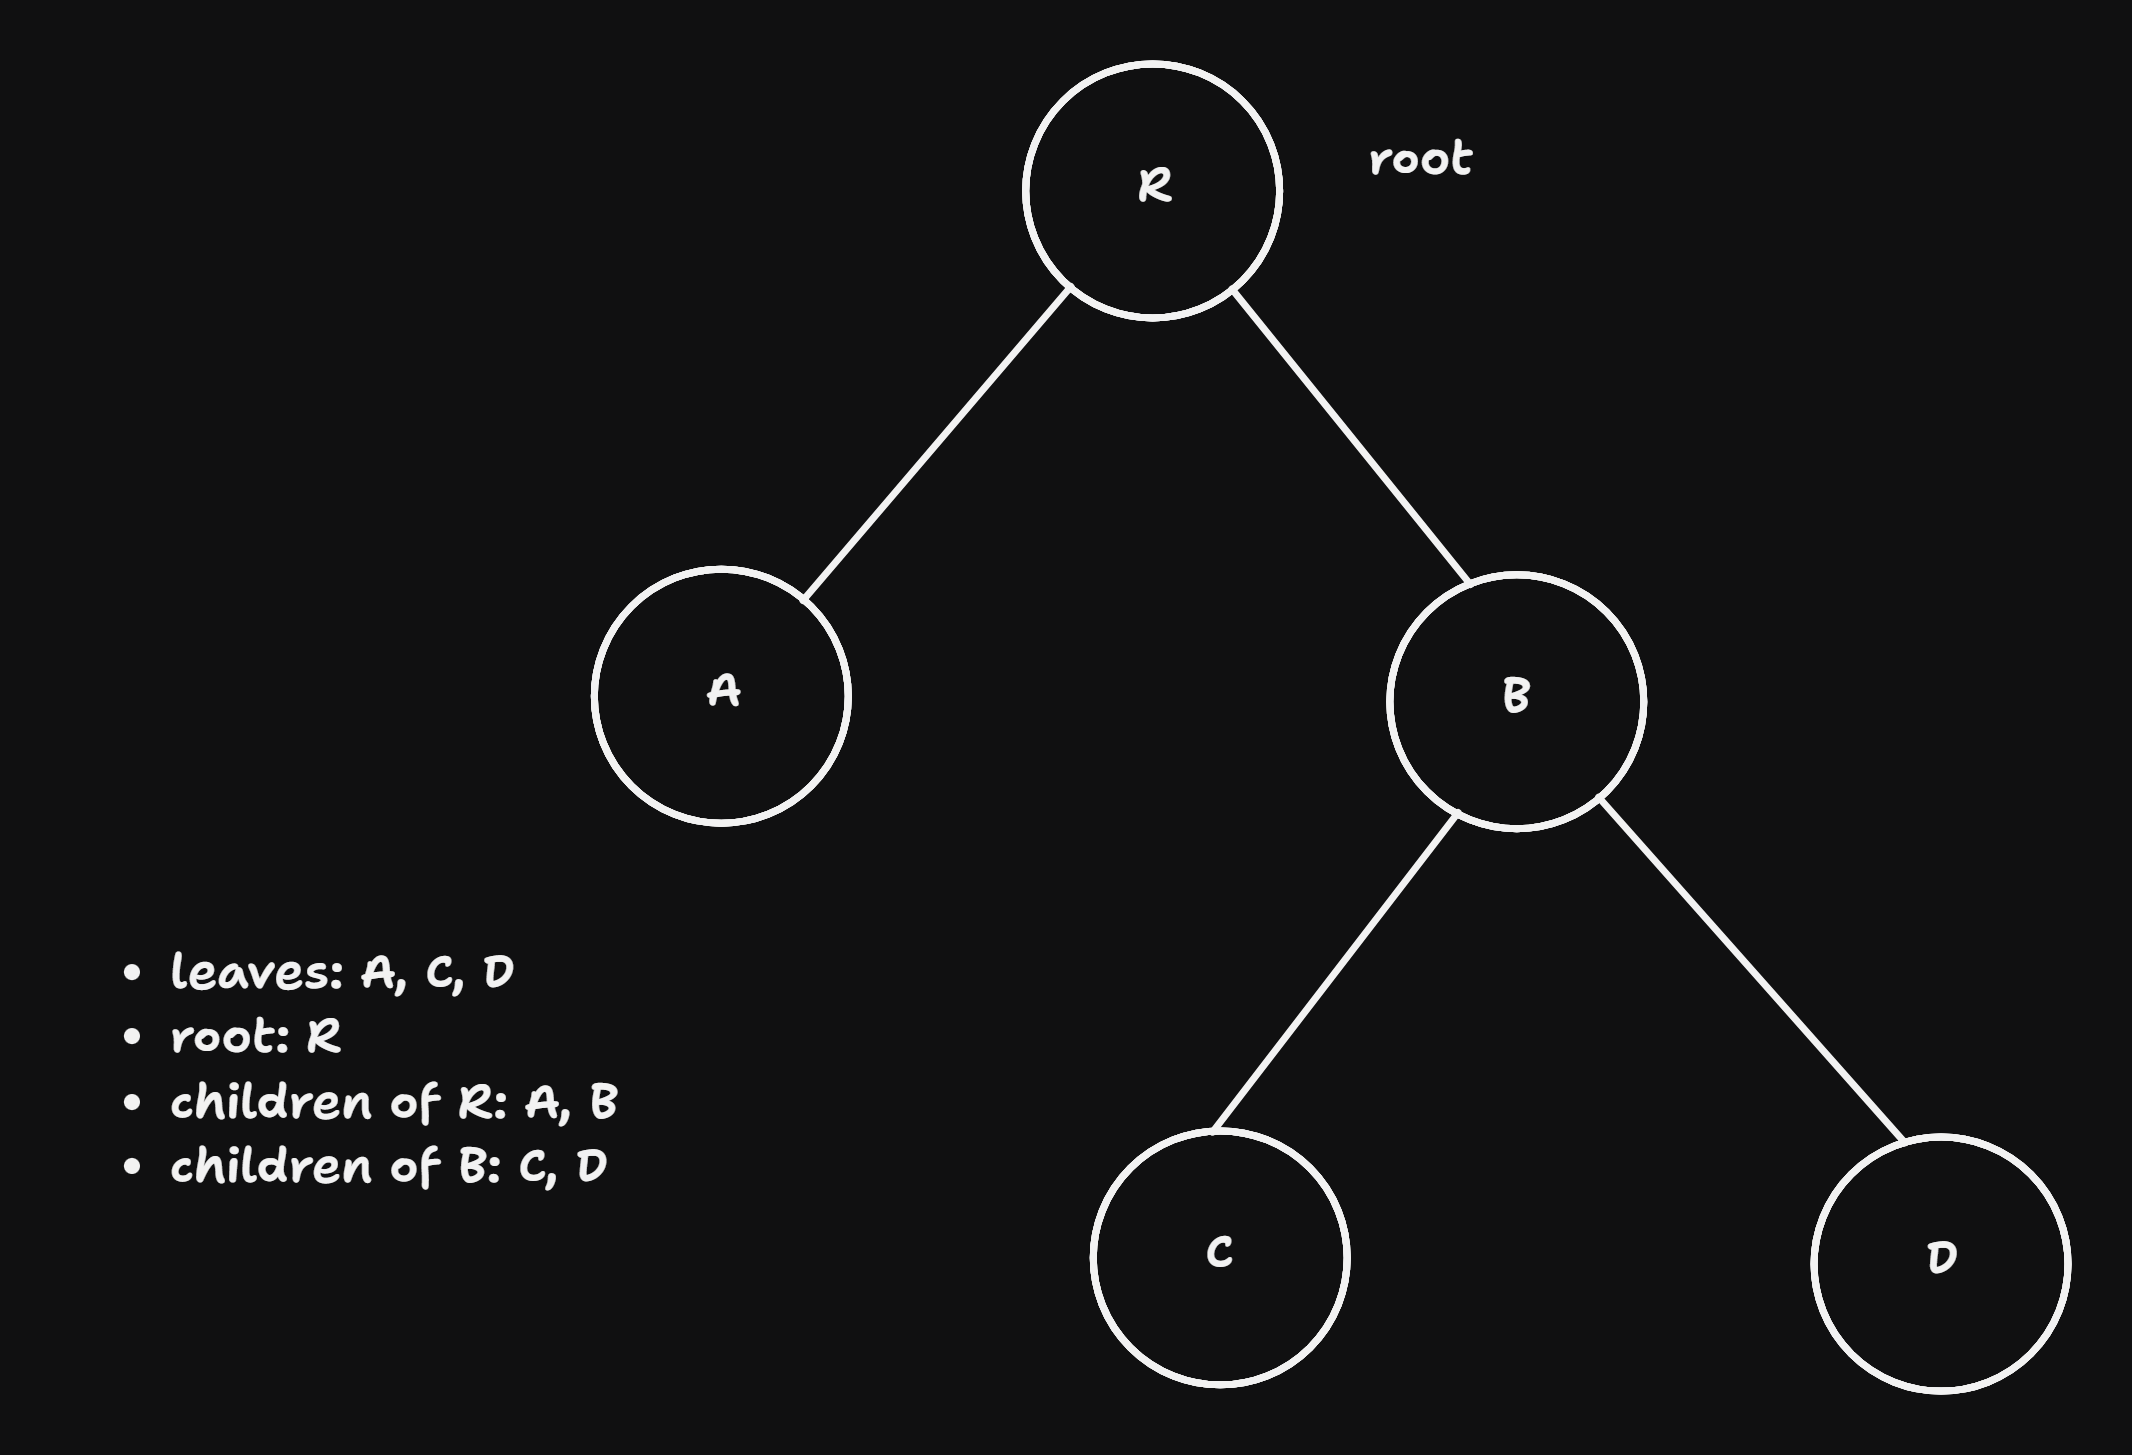 R
root
A
B
• leaves: A, C, D
• root: R
• children of R: A, B
• children of B: C, D
C
D